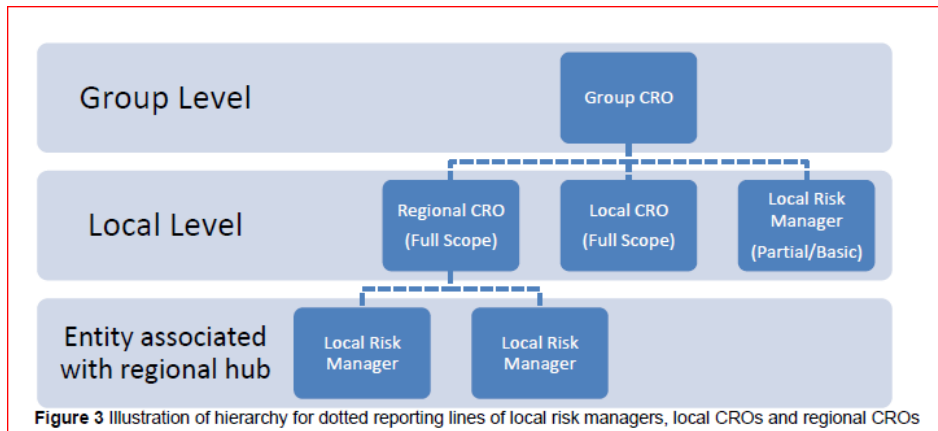 Group Level
Group CRO
Local Level
Regional CRO
(Full Scope)
Local CRO
(Full Scope)
Local Risk
Manager
(Partial/Basic)
Entity associated
with regional hub
Local Risk
Manager
Local Risk
Manager
Figure 3 Illustration of hierarchy for dotted reporting lines of local risk managers, local CROs and regional CROs